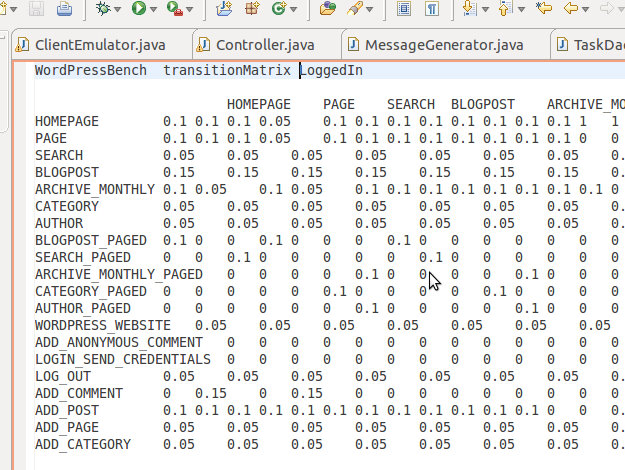 ClientEmulator.java Controller.java MessageGenerator.java
WordPressBench transitionMatrix LoggedIn
HOMEPAGE PAGE SEARCH BLOGPOST
HOMEPAGE 0.1 0.1 0.1 0.05 0.1 0.1 0.1 0.1 0.1 0.1 0.1 0.1 1 1
PAGE 0.1 0.1 0.1 0.05 0.1 0.1 0.1 0.1 0.1 0.1 0.1 0.1 0 0
SEARCH 0.05 0.05 0.05 0.05 0.05 0.05 0.05
BLOGPOST 0.15 0.15 0.15 0.15 0.15 0.15 0.15
ARCHIVE_MONTHLY 0.1 0.05 0.1 0.05 0.1 0.1 0.1 0.1 0.1 0.1 0.1 0.1 0
CATEGORY 0.05 0.05 0.05 0.05 0.05 0.05 0.05
AUTHOR 0.05 0.05 0.05 0.05 0.05 0.05 0.05
BLOGPOST_PAGED 0.1 0 0 0.1 0 0 0 0.1 0 0 0 0 0 0
SEARCH_PAGED 0 0 0.1 0 0 0 0 0 0.1 0 0 0 0 0
ARCHIVE_MONTHLY_PAGED 0 0 0 0 0.1 0 0 0 0 0.1 0 0
CATEGORY_PAGED 0 0 0 0 0 0.1 0 0 0 0 0.1 0 0 0
AUTHOR_PAGED 0 0 0 0 0 0 0.1 0 0 0 0 0.1 0 0
WORDPRESS_WEBSITE 0.05 0.05 0.05 0.05 0.05 0.05 0.05
ADD_ANONYMOUS_COMMENT 0 0 0 0 0 0 0 0 0 0 0 0
LOGIN_SEND_CREDENTIALS 0 0 0 0 0 0 0 0 0 0 0 0
LOG_OUT 0.05 0.05 0.05 0.05 0.05 0.05 0.05
ADD_COMMENT 0 0.15 0 0.15 0 0 0 0 0 0 0 0
ADD_POST 0.1 0.1 0.1 0.1 0.1 0.1 0.1 0.1 0.1 0.1 0.1 0.1 0 0
ADD_PAGE 0.05 0.05 0.05 0.05 0.05 0.05 0.05
ADD_CATEGORY 0.05 0.05 0.05 0.05 0.05 0.05 0.05